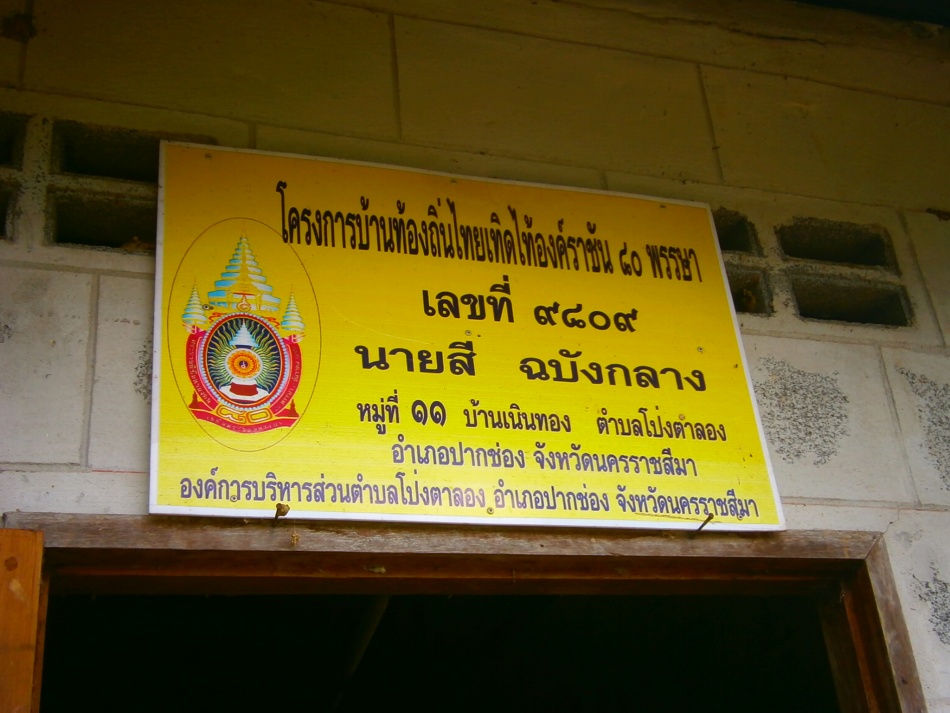 โครงการบ้านท้องถิ่นไทยเทิดไท้องค์ราชัน ๘๐ พรรษา
เลขที่ ๙๘๐๙
นายสี ฉบังกลาง
หมู่ที่ ๑๑ บ้านเนินทอง ตำบลโป่งตาลอง
อำเภอปากช่อง จังหวัดนครราชสีมา
องค์การบริหารส่วนตำบลโป่งตาลอง อำเภอปากช่อง จังหวัดนครราชสีมา